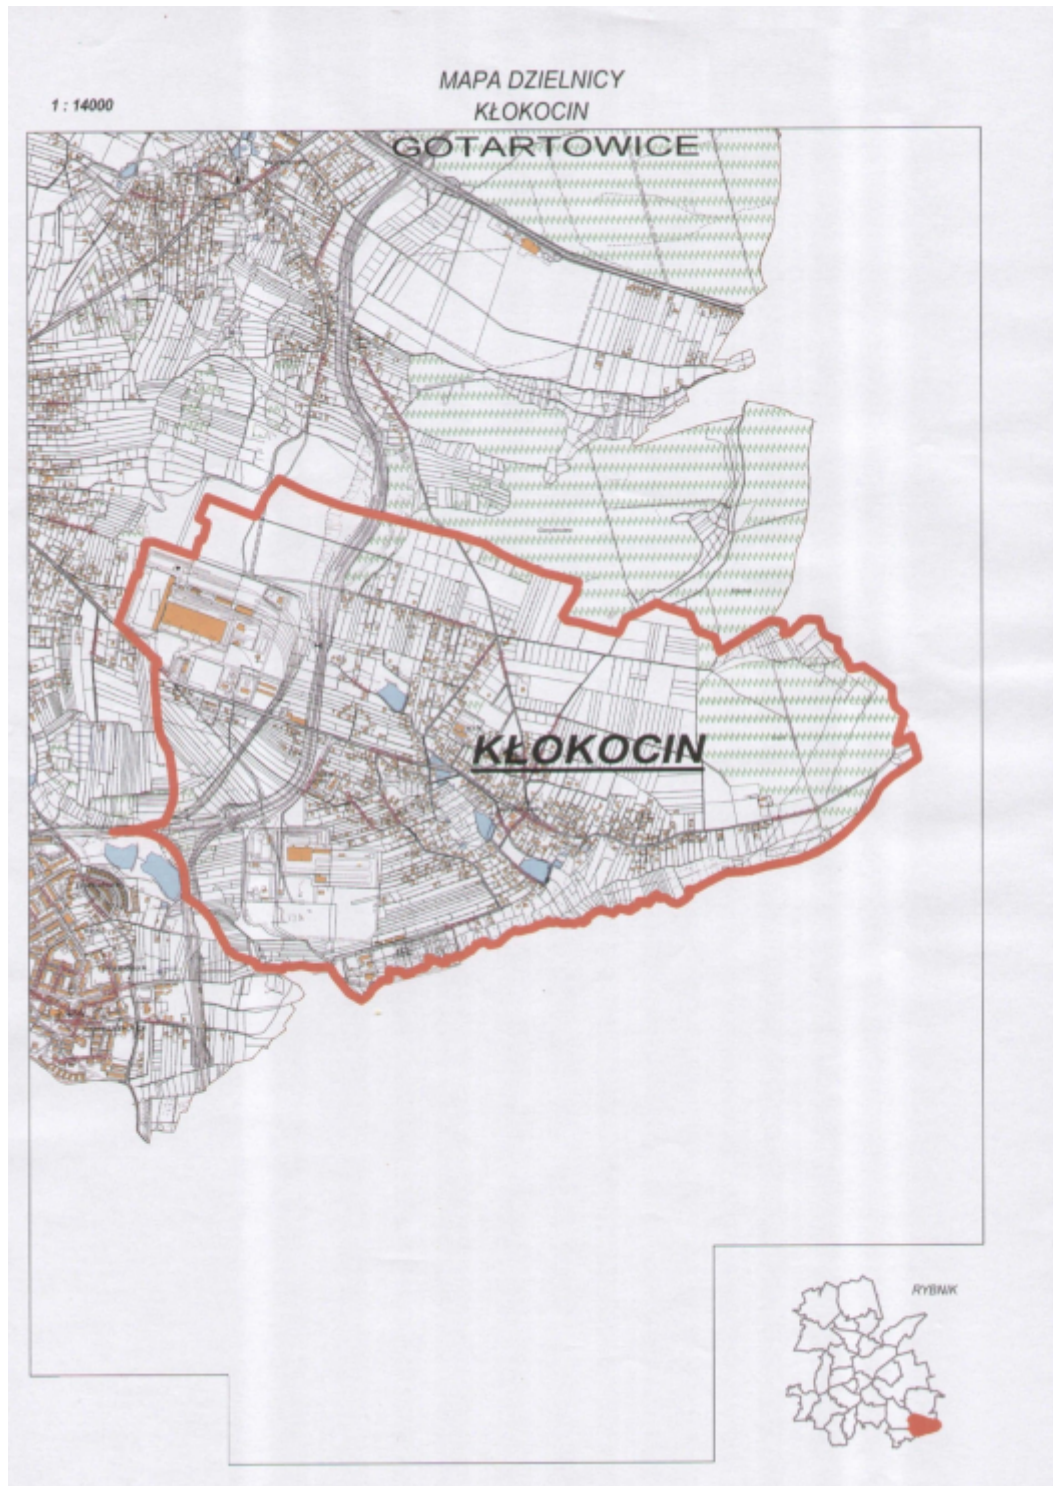 MAPA DZIELNICY
KŁOKOCIN
1 : 14000
GOTARTOWICE
KŁOKOCIN
RYBNIK